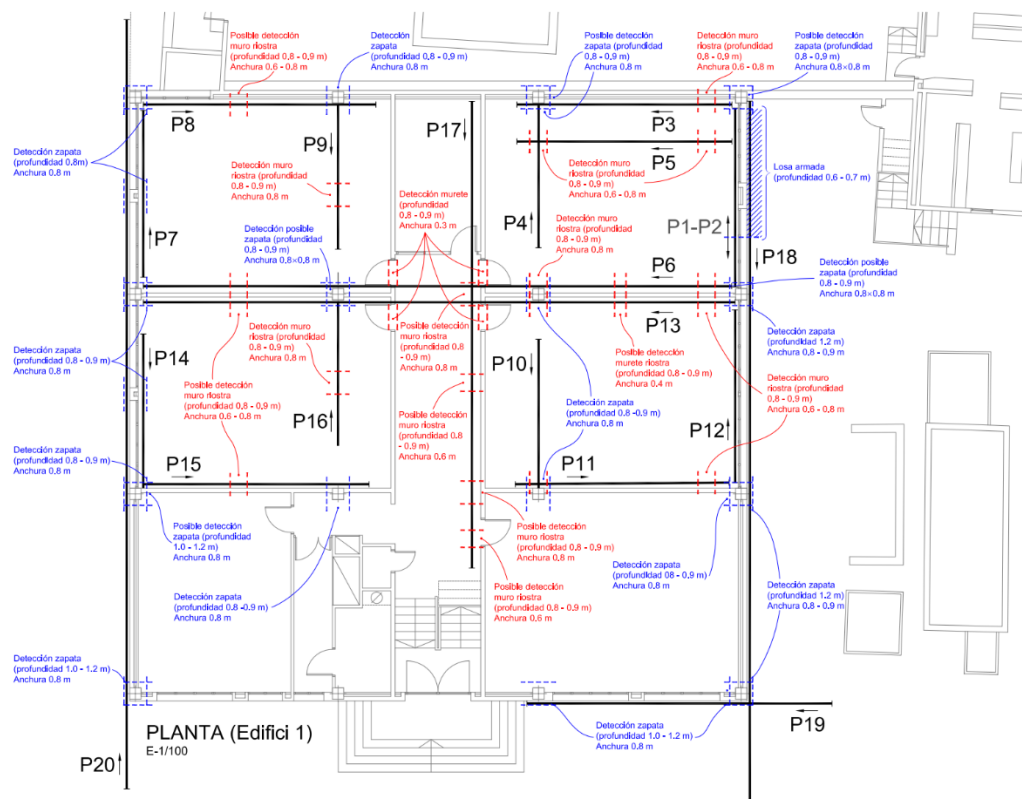 Posible detección
muro riostra
(profundidad 0,8 - 0,9 m)
Anchura 0,6 - 0,8 m
Detección
zapata
(profundidad 0,8 - 0,9 m)
Anchura 0,8 m
Posible detección
zapata (profundidad
0,8 - 0,9 m)
Anchura 0,8 m
Detección muro
riostra (profundidad
0,8 - 0,9 m)
Anchura 0,6 - 0,8 m
Posible detección
zapata (profundidad
0,8 - 0,9 m)
Anchura 0,8×0,8 m
P8
P9
P17
P3
P5
Detección zapata
(profundidad 0.8m)
Anchura 0,8 m
Detección muro
riostra (profundidad
0.8 - 0.9 m)
Anchura 0.8 m
Detección muro
riostra (profundidad
0.8 - 0.9 m)
Anchura 0.6 - 0.8 m
Losa armada
(profundidad 0,6 - 0,7 m)
Detección murete
(profundidad
0.8 - 0.9 m)
Anchura 0.3 m
P4
P1-P2
P7
Detección posible
zapata (profundidad
0.8 - 0.9 m)
Anchura 0.8×0.8 m
Detección muro
riostra (profundidad
0.8 - 0.9 m)
Anchura 0.8 m
P18
P6
Detección posible
zapata (profundidad
0.8 - 0.9 m)
Anchura 0.8×0.8 m
P13
P14
Detección zapata
(profundidad 0.8 - 0.9 m)
Anchura 0.8 m
Detección muro
riostra (profundidad
0.8 - 0.9 m)
Anchura 0.8 m
Posible detección
muro riostra
(profundidad 0.8
- 0.9 m)
Anchura 0.8 m
P10
Posible detección
murete riostra
(profundidad 0.8 - 0.9 m)
Anchura 0.4 m
Detección zapata
(profundidad 1.2 m)
Anchura 0.8 - 0.9 m
Posible detección
muro riostra
(profundidad 0.8 - 0.9 m)
Anchura 0.6 - 0.8 m
Detección muro
riostra (profundidad
0.8 - 0.9 m)
Anchura 0,6 - 0,8 m
P16
Posible detección
muro riostra
(profundidad 0.8
- 0.9 m)
Anchura 0.6 m
Detección zapata
(profundidad 0.8 -0.9 m)
Anchura 0.8 m
P12
Detección zapata
(profundidad 0.8 - 0.9 m)
Anchura 0.8 m
P15
P11
Posible detección
zapata (profundidad
1.0 - 1.2 m)
Anchura 0.8 m
Posible detección
muro riostra
(profundidad 0.8 - 0.9 m)
Anchura 0.8 m
Detección zapata
(profundidad 08 - 0.9 m)
Anchura 0.8 m
Detección zapata
(profundidad 1.2 m)
Anchura 0.8 - 0.9 m
Posible detección
muro riostra
(profundidad 0.8 - 0.9 m)
Anchura 0.6 m
Detección zapata
(profundidad 0.8 -0.9 m)
Anchura 0.8 m
Detección zapata
(profundidad 1.0 - 1.2 m)
Anchura 0.8 m
PLANTA (Edifici 1)
E-1/100
P19
Detección zapata
(profundidad 1.0 - 1.2 m)
Anchura 0.8 m
P20